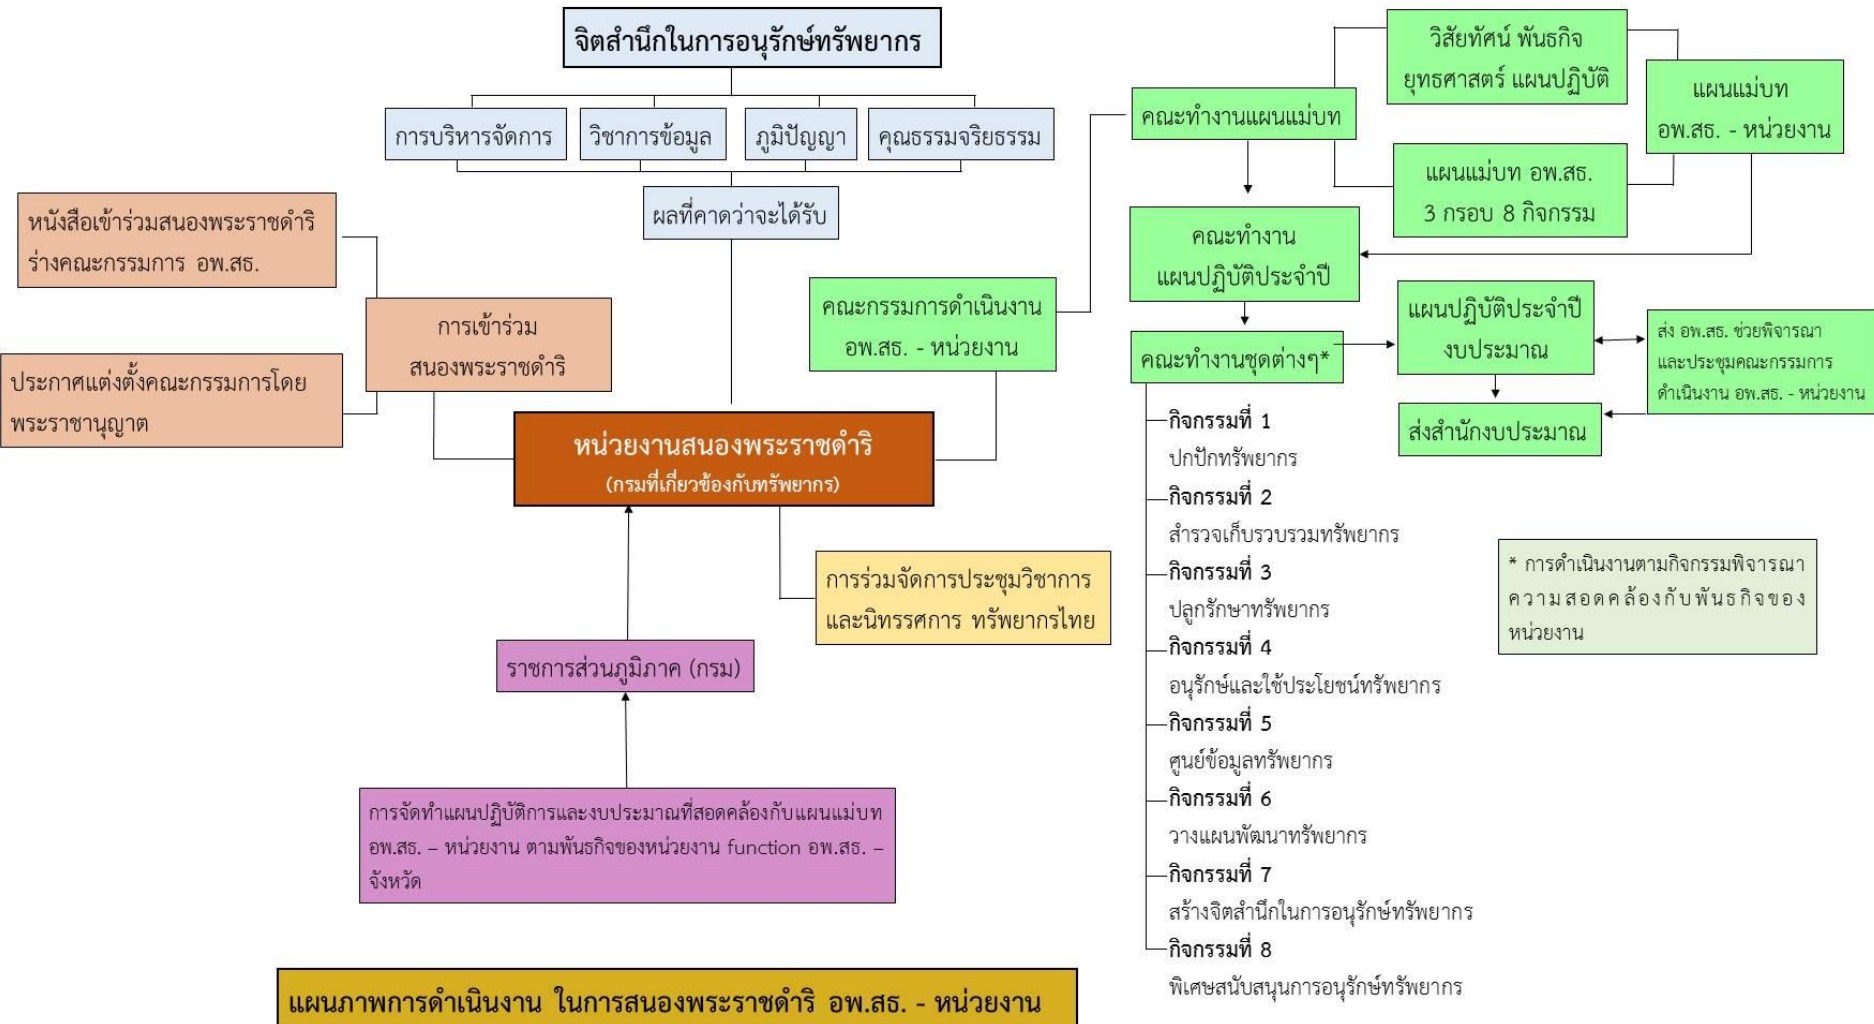 จิตสำนึกในการอนุรักษ์ทรัพยากร
การบริหารจัดการ
วิชาการข้อมูล
ภูมิปัญญา
คุณธรรมจริยธรรม
ผลที่คาดว่าจะได้รับ
หนังสือเข้าร่วมสนองพระราชดำริ
ร่างคณะกรรมการ อพ.สธ.
ประกาศแต่งตั้งคณะกรรมการโดย
พระราชานุญาต
การเข้าร่วม
สนองพระราชดำริ
หน่วยงานสนองพระราชดำริ
(กรมที่เกี่ยวข้องกับทรัพยากร)
คณะกรรมการดำเนินงาน
อพ.สธ. - หน่วยงาน
การร่วมจัดการประชุมวิชาการ
และนิทรรศการ ทรัพยากรไทย
ราชการส่วนภูมิภาค (กรม)
การจัดทำแผนปฏิบัติการและงบประมาณที่สอดคล้องกับแผนแม่บท
อพ.สธ. – หน่วยงาน ตามพันธกิจของหน่วยงาน function อพ.สธ. –
จังหวัด
คณะทำงานแผนแม่บท
วิสัยทัศน์ พันธกิจ
ยุทธศาสตร์ แผนปฏิบัติ
แผนแม่บท อพ.สธ.
3 กรอบ 8 กิจกรรม
แผนแม่บท
อพ.สธ. - หน่วยงาน
คณะทำงาน
แผนปฏิบัติประจำปี
คณะทำงานชุดต่างๆ*
แผนปฏิบัติประจำปี
งบประมาณ
ส่ง อพ.สธ. ช่วยพิจารณา
และประชุมคณะกรรมการ
ดำเนินงาน อพ.สธ. - หน่วยงาน
ส่งสำนักงบประมาณ
กิจกรรมที่ 1
ปกปักทรัพยากร
กิจกรรมที่ 2
สำรวจเก็บรวบรวมทรัพยากร
กิจกรรมที่ 3
ปลูกรักษาทรัพยากร
กิจกรรมที่ 4
อนุรักษ์และใช้ประโยชน์ทรัพยากร
กิจกรรมที่ 5
ศูนย์ข้อมูลทรัพยากร
กิจกรรมที่ 6
วางแผนพัฒนาทรัพยากร
กิจกรรมที่ 7
สร้างจิตสำนึกในการอนุรักษ์ทรัพยากร
กิจกรรมที่ 8
พิเศษสนับสนุนการอนุรักษ์ทรัพยากร
* การดำเนินงานตามกิจกรรมพิจารณา
ความสอดคล้องกับพันธกิจของ
หน่วยงาน
แผนภาพการดำเนินงาน ในการสนองพระราชดำริ อพ.สธ. - หน่วยงาน